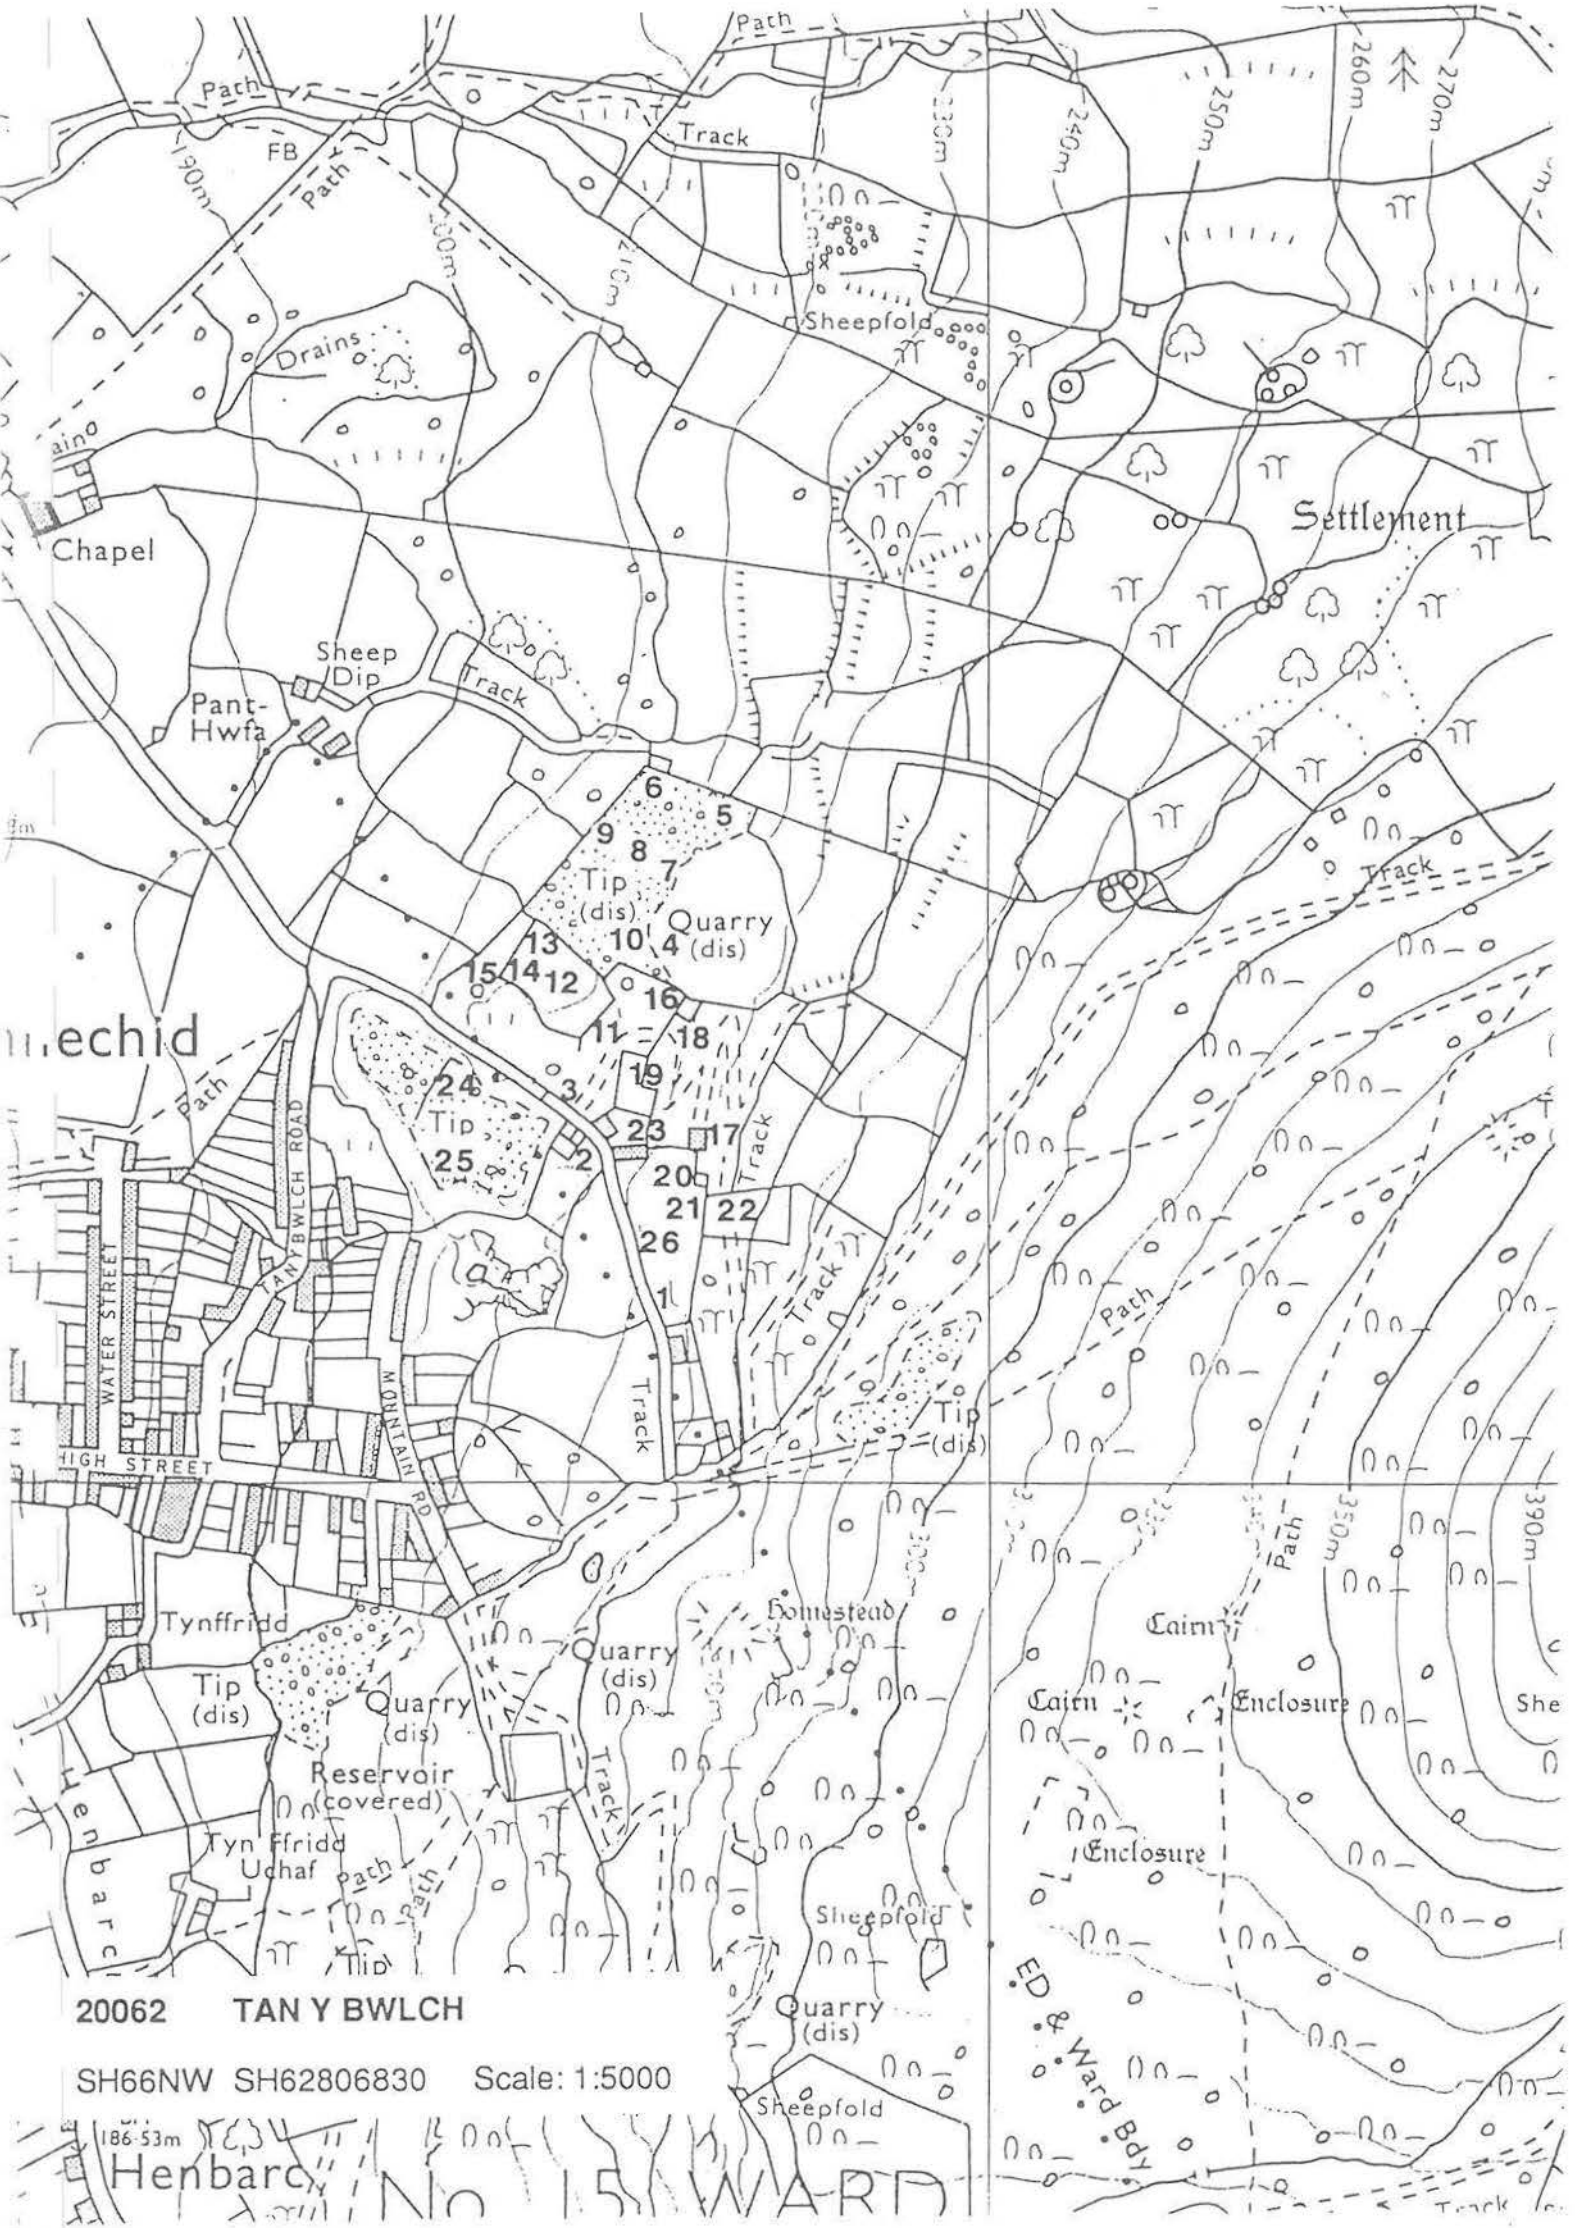 Path
Path
Track
FB
Path
190m
210m
240m
250m
260m
270m
Sheepfold
Drains
Settlement
Chapel
Sheep
Dip
Track
Pant-
Hwfa
6
5
9
8
7
Tip
(dis)
Quarry
(dis)
10
4
13
15
14
12
16
11
18
19
3
Track
echid
Path
24
Tip
25
2
23
17
20
21
22
26
1
Track
Track
Track
TANYBWLCH ROAD
WATER STREET
MOUNTAIN RD
HIGH STREET
Path
Tip
(dis)
Path
350m
390m
Tynffridd
Tip
(dis)
Quarry
(dis)
Quarry
(dis)
Homestead
Cairn
Cairn
Enclosure
She
Reservoir
(covered)
Track
Henbarc
Tyn Ffridd
Uchaf
Path
Path
Tip
Enclosure
Sheepfold
Quarry
(dis)
ED & Ward Bdy
20062 TAN Y BWLCH
SH66NW SH62806830 Scale: 1:5000
Sheepfold
186·53m
Henbarc
No 15 WARD
Track